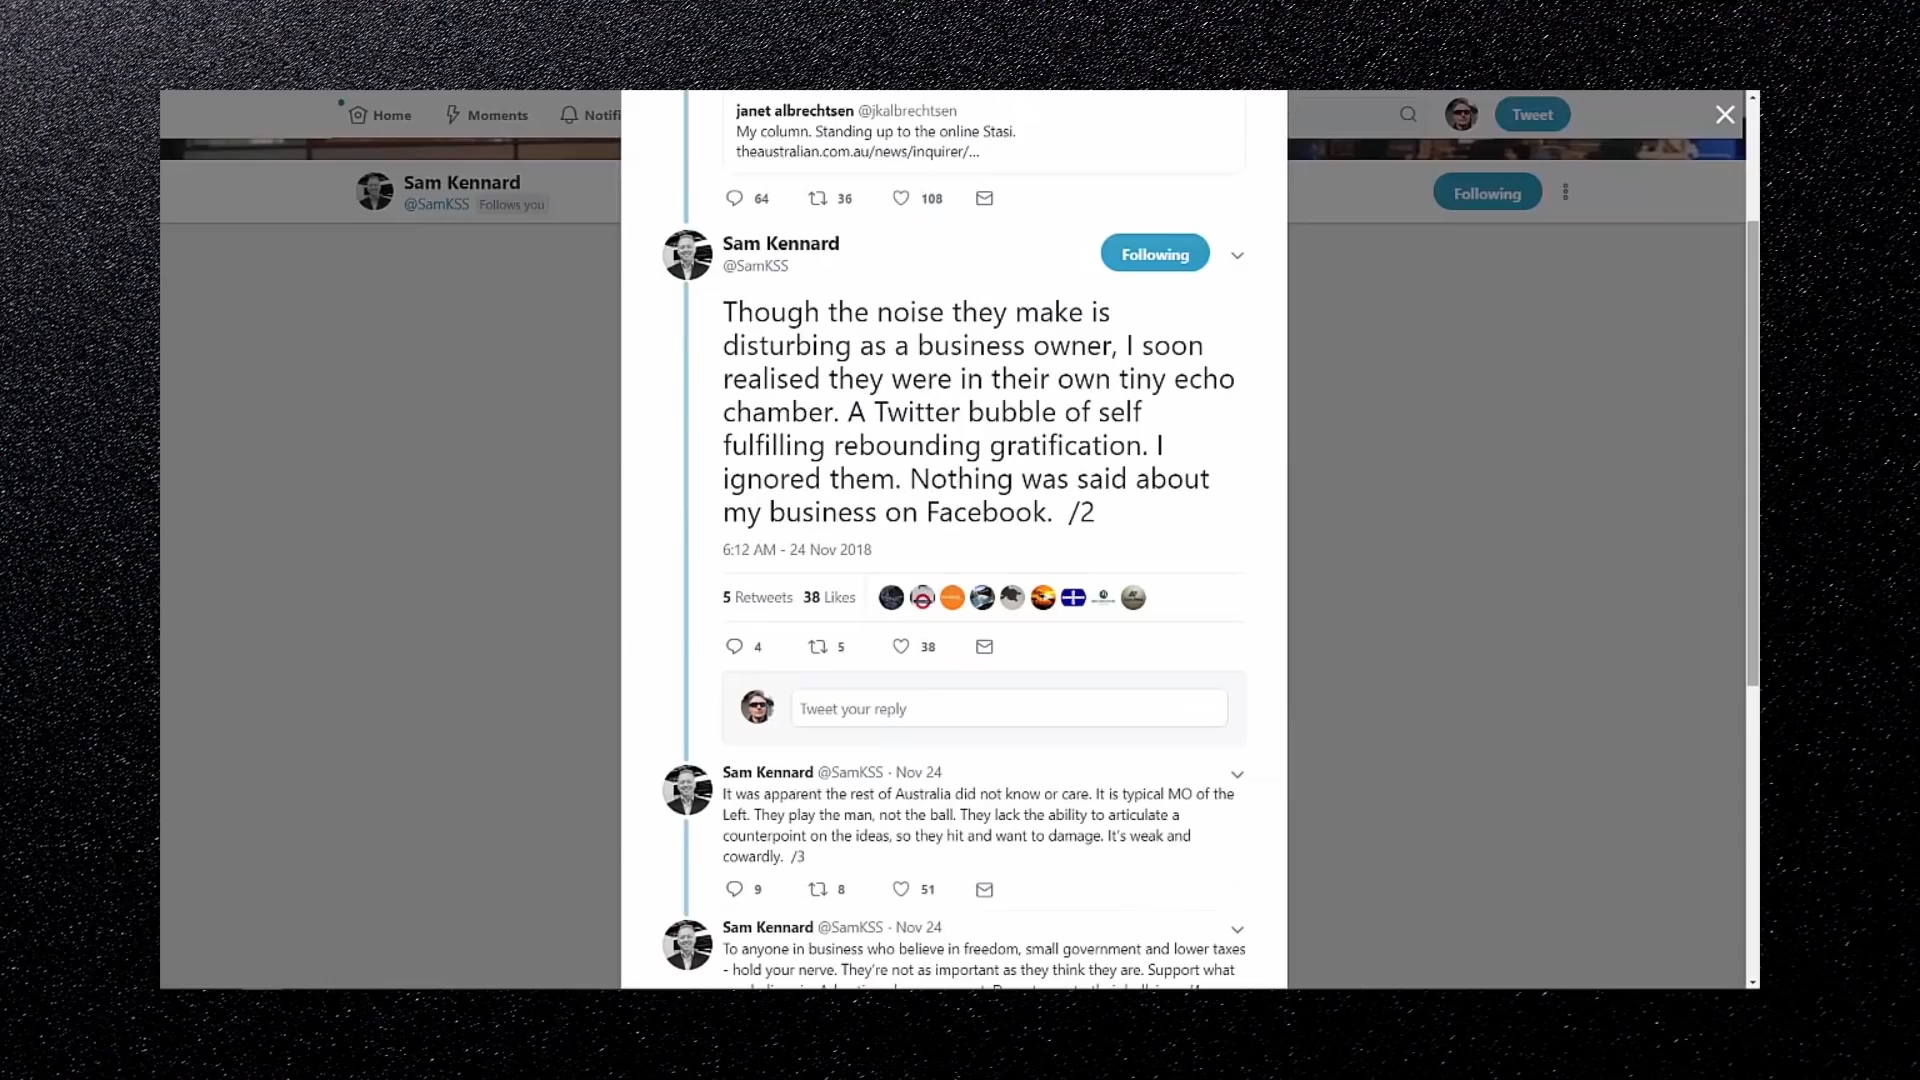 Home
Moments
Notifi
Tweet
Sam Kennard
@SamKSS Follows you
Following
janet albrechtsen @jkalbrechtsen
My column. Standing up to the online Stasi.
theaustralian.com.au/news/inquirer/...
64 36 108
Sam Kennard
@SamKSS
Following
Though the noise they make is
disturbing as a business owner, I soon
realised they were in their own tiny echo
chamber. A Twitter bubble of self
fulfilling rebounding gratification. I
ignored them. Nothing was said about
my business on Facebook. /2
6:12 AM - 24 Nov 2018
5 Retweets 38 Likes
4 5 38
Tweet your reply
Sam Kennard @SamKSS · Nov 24
It was apparent the rest of Australia did not know or care. It is typical MO of the
Left. They play the man, not the ball. They lack the ability to articulate a
counterpoint on the ideas, so they hit and want to damage. It's weak and
cowardly. /3
9 8 51
Sam Kennard @SamKSS · Nov 24
To anyone in business who believe in freedom, small government and lower taxes
- hold your nerve. They're not as important as they think they are. Support what